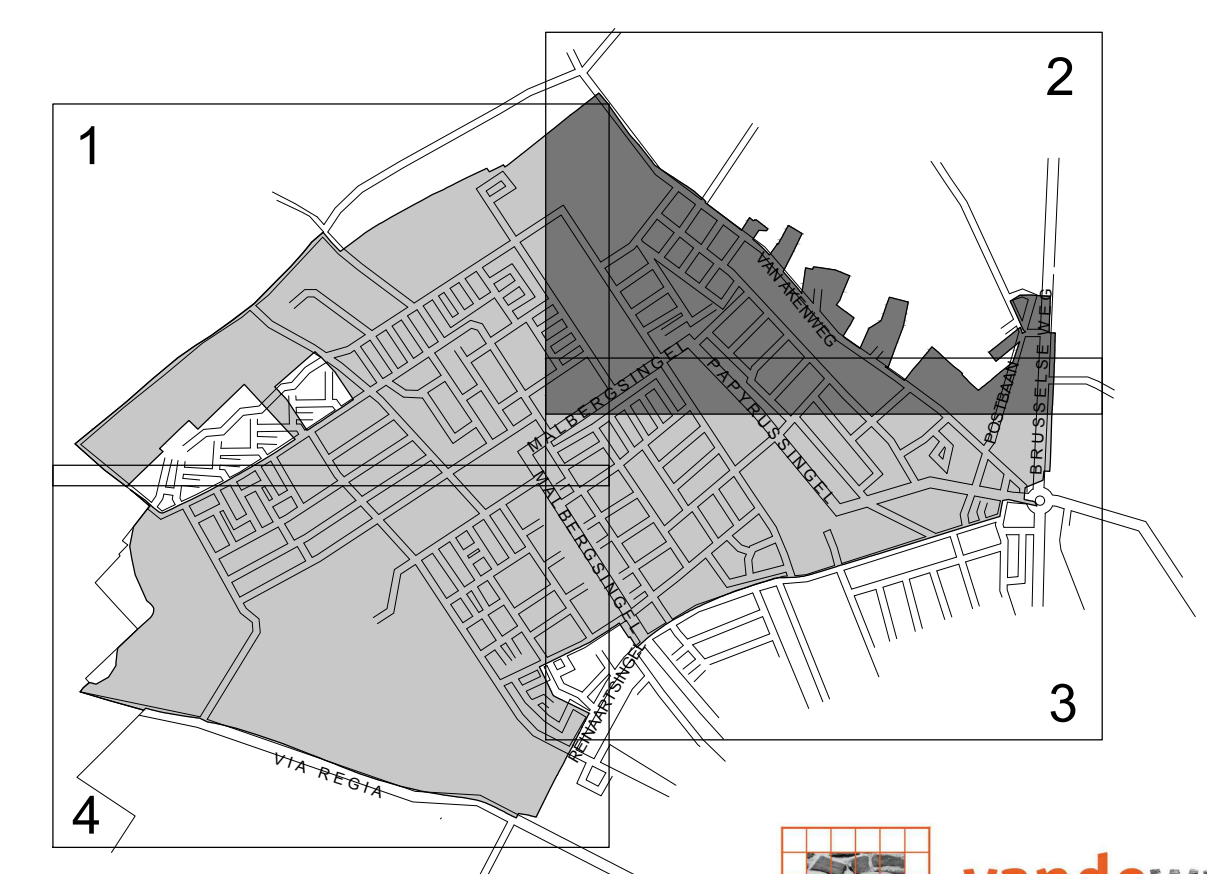 2
1
VAN AKENWEG
BRUSSELSE WEG
MALBERGSINGEL
PAPYRUSSINGEL
POSTBAAN
MALBERGSINGEL
REINAARTSINGEL
3
VIA REGIA
4